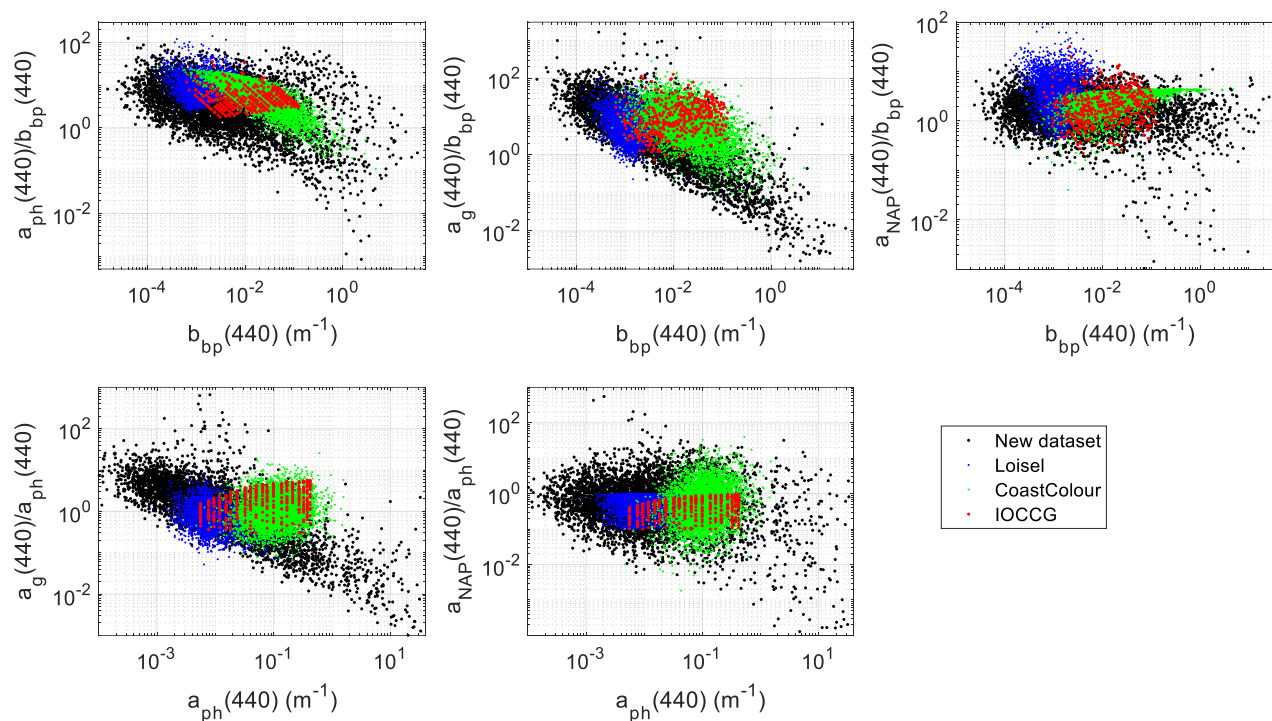 10^2
10^0
10^-2
a_ph(440)/b_bp(440)
10^-4 10^-2 10^0
b_bp(440) (m^-1)
10^2
10^0
10^-2
a_g(440)/b_bp(440)
10^-4 10^-2 10^0
b_bp(440) (m^-1)
10^2
10^0
10^-2
a_NAP(440)/b_bp(440)
10^-4 10^-2 10^0
b_bp(440) (m^-1)
10^2
10^0
10^-2
a_g(440)/a_ph(440)
10^-3 10^-1 10^1
a_ph(440) (m^-1)
10^2
10^0
10^-2
a_NAP(440)/a_ph(440)
10^-3 10^-1 10^1
a_ph(440) (m^-1)
New dataset
Loisel
CoastColour
IOCCG